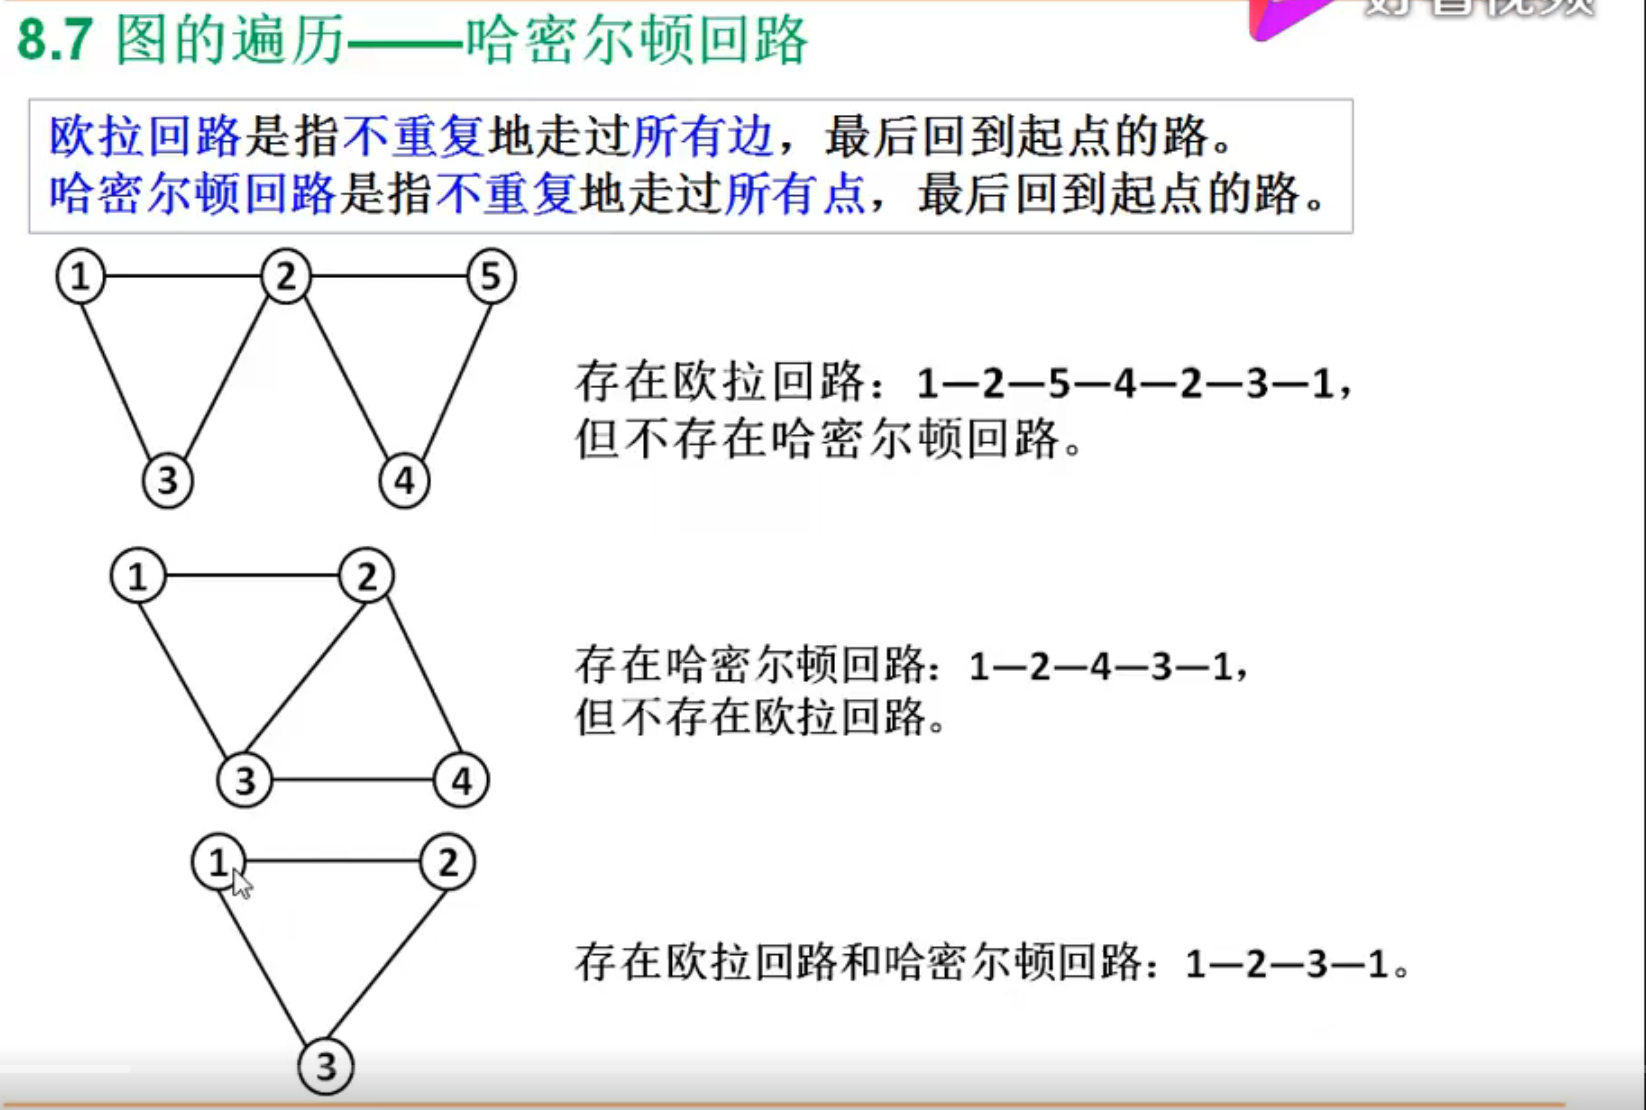 8.7 图的遍历——哈密尔顿回路
好看视频
欧拉回路是指不重复地走过所有边，最后回到起点的路。
哈密尔顿回路是指不重复地走过所有点，最后回到起点的路。
1 2 5
3 4
存在欧拉回路：1—2—5—4—2—3—1，
但不存在哈密尔顿回路。
1 2
3 4
存在哈密尔顿回路：1—2—4—3—1，
但不存在欧拉回路。
1 2
3
存在欧拉回路和哈密尔顿回路：1—2—3—1。